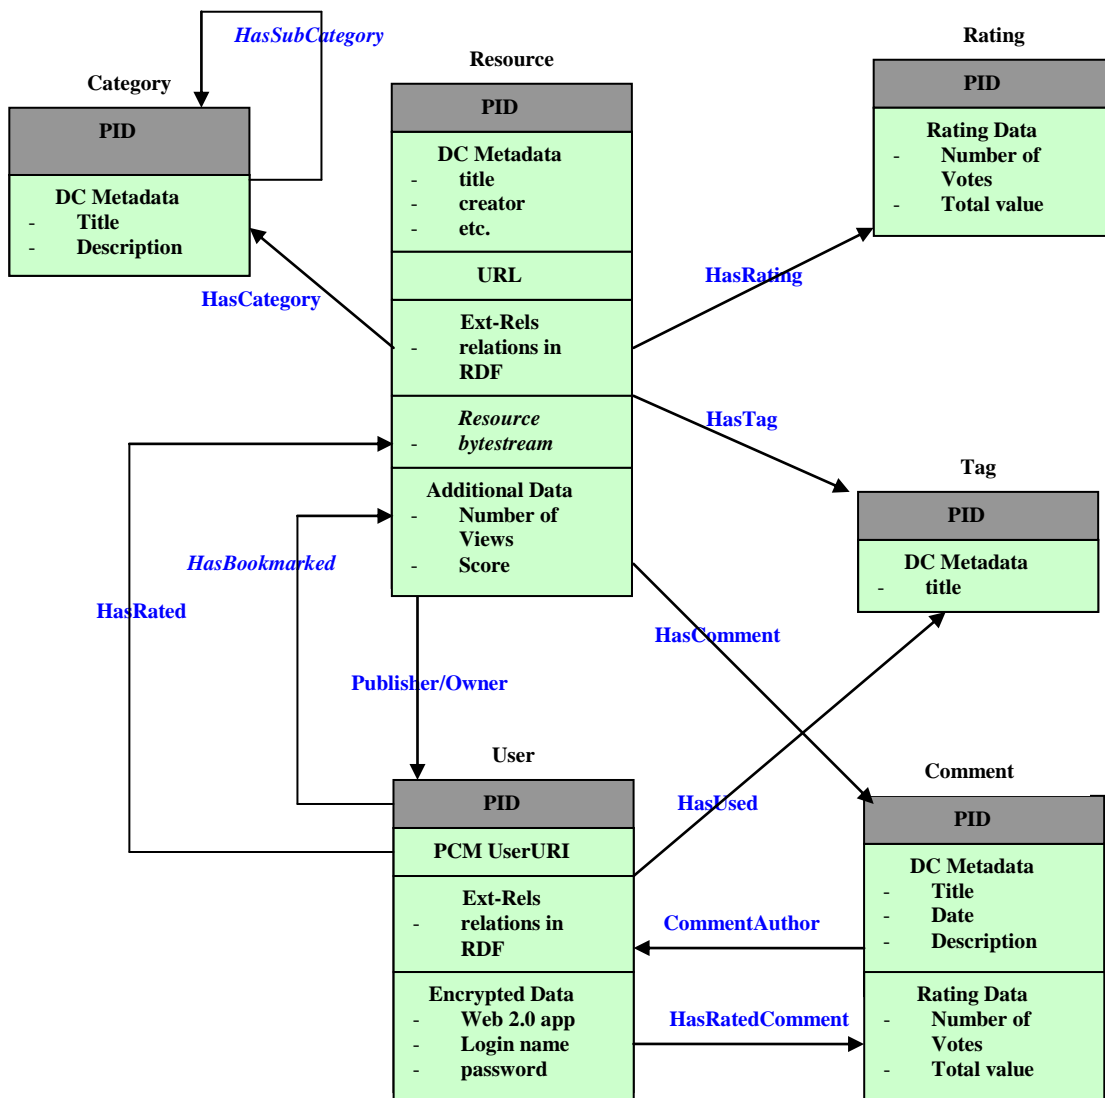 HasSubCategory
Category
PID
DC Metadata
- Title
- Description
HasCategory
Resource
PID
DC Metadata
- title
- creator
- etc.
URL
Ext-Rels
- relations in
RDF
Resource
- bytestream
Additional Data
- Number of
Views
- Score
Rating
PID
Rating Data
- Number of
Votes
- Total value
HasRating
HasTag
Tag
PID
DC Metadata
- title
HasBookmarked
HasRated
HasComment
Publisher/Owner
User
PID
PCM UserURI
Ext-Rels
- relations in
RDF
Encrypted Data
- Web 2.0 app
- Login name
- password
HasUsed
CommentAuthor
HasRatedComment
Comment
PID
DC Metadata
- Title
- Date
- Description
Rating Data
- Number of
Votes
- Total value